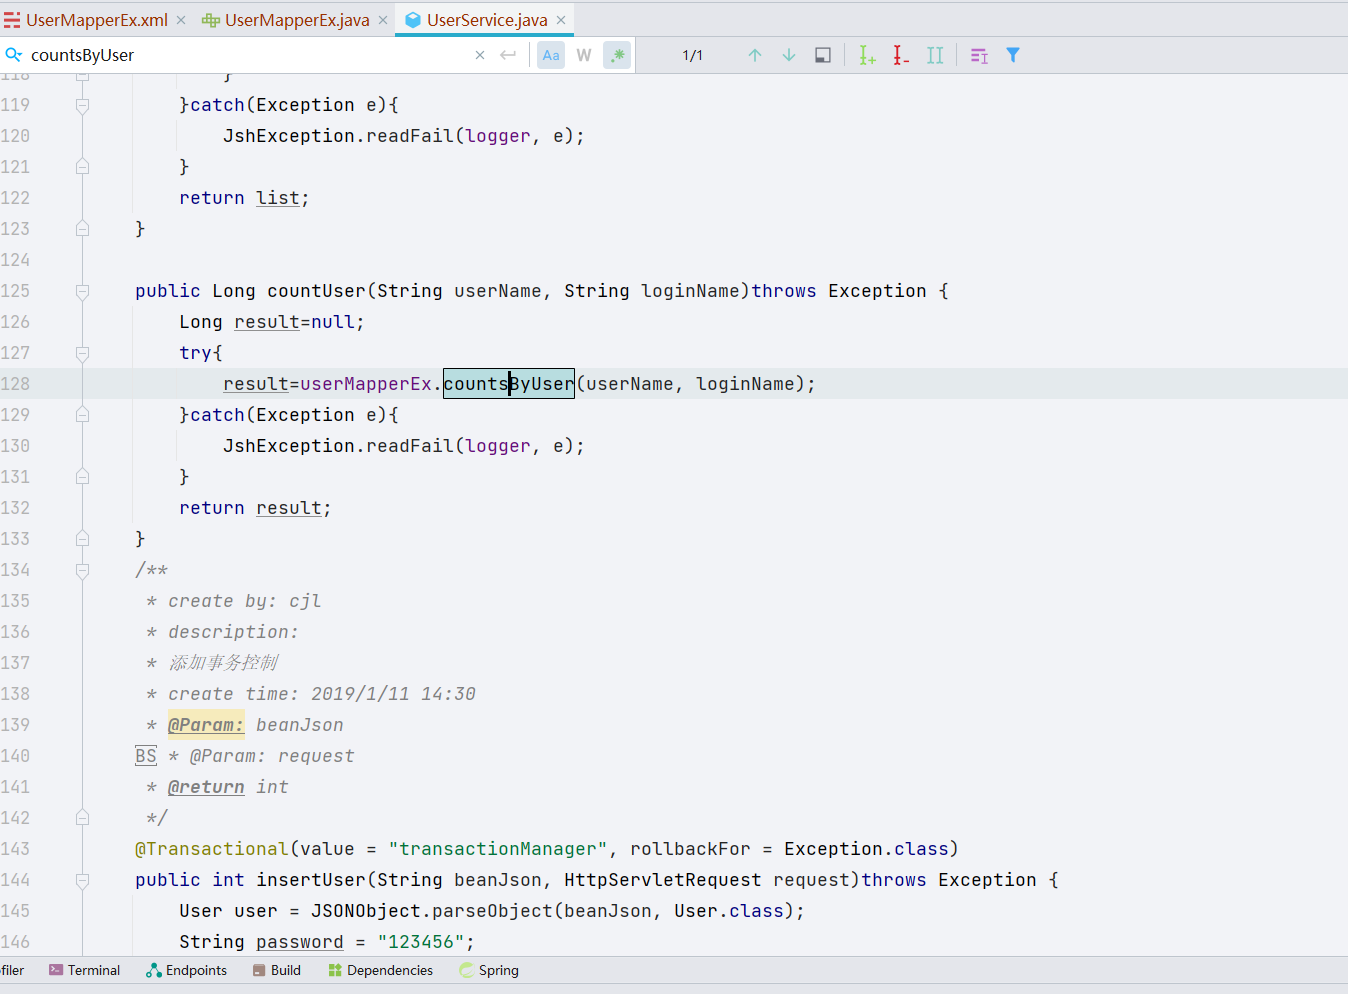 UserMapperEx.xml × UserMapperEx.java × UserService.java ×
countsByUser × Aa W .* 1/1
118 }
119 }catch(Exception e){
120 JshException.readFail(logger, e);
121 }
122 return list;
123 }
124
125 public Long countUser(String userName, String loginName)throws Exception {
126 Long result=null;
127 try{
128 result=userMapperEx.countsByUser(userName, loginName);
129 }catch(Exception e){
130 JshException.readFail(logger, e);
131 }
132 return result;
133 }
134 /**
135 * create by: cjl
136 * description:
137 * 添加事务控制
138 * create time: 2019/1/11 14:30
139 * @Param: beanJson
140 BS * @Param: request
141 * @return int
142 */
143 @Transactional(value = "transactionManager", rollbackFor = Exception.class)
144 public int insertUser(String beanJson, HttpServletRequest request)throws Exception {
145 User user = JSONObject.parseObject(beanJson, User.class);
146 String password = "123456";
filer Terminal Endpoints Build Dependencies Spring